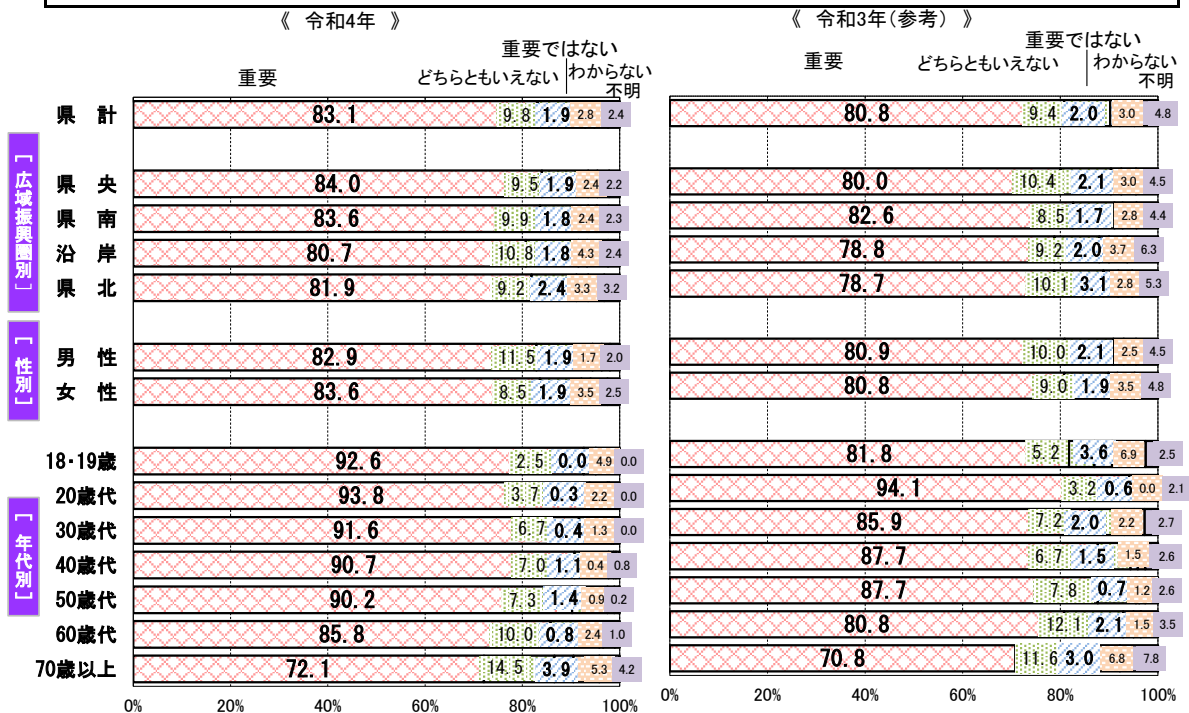 《 令和4年 》
《 令和3年(参考) 》
重要
どちらともいえない
重要ではない
わからない
不明
重要
どちらともいえない
重要ではない
わからない
不明
県 計 83.1 9.8 1.9 2.8 2.4 80.8 9.4 2.0 3.0 4.8
[ 広域振興圏別 ]
県 央 84.0 9.5 1.9 2.4 2.2 80.0 10.4 2.1 3.0 4.5
県 南 83.6 9.9 1.8 2.4 2.3 82.6 8.5 1.7 2.8 4.4
沿 岸 80.7 10.8 1.8 4.3 2.4 78.8 9.2 2.0 3.7 6.3
県 北 81.9 9.2 2.4 3.3 3.2 78.7 10.1 3.1 2.8 5.3
[ 性別 ]
男 性 82.9 11.5 1.9 1.7 2.0 80.9 10.0 2.1 2.5 4.5
女 性 83.6 8.5 1.9 3.5 2.5 80.8 9.0 1.9 3.5 4.8
[ 年代別 ]
18・19歳 92.6 2.5 0.0 4.9 0.0 81.8 5.2 3.6 6.9 2.5
20歳代 93.8 3.7 0.3 2.2 0.0 94.1 3.2 0.6 0.0 2.1
30歳代 91.6 6.7 0.4 1.3 0.0 85.9 7.2 2.0 2.2 2.7
40歳代 90.7 7.0 1.1 0.4 0.8 87.7 6.7 1.5 1.5 2.6
50歳代 90.2 7.3 1.4 0.9 0.2 87.7 7.8 0.7 1.2 2.6
60歳代 85.8 10.0 0.8 2.4 1.0 80.8 12.1 2.1 1.5 3.5
70歳以上 72.1 14.5 3.9 5.3 4.2 70.8 11.6 3.0 6.8 7.8
0% 20% 40% 60% 80% 100% 0% 20% 40% 60% 80% 100%